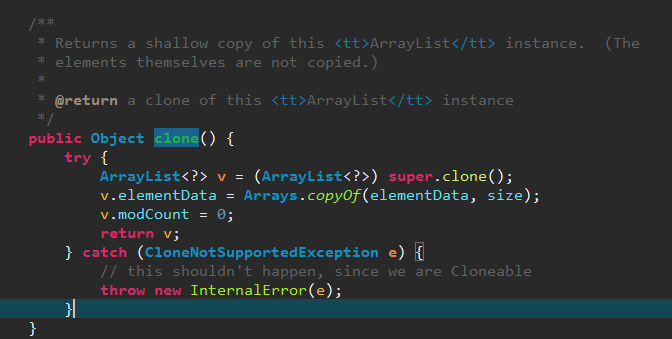 /**
 * Returns a shallow copy of this <tt>ArrayList</tt> instance.  (The
 * elements themselves are not copied.)
 *
 * @return a clone of this <tt>ArrayList</tt> instance
 */
public Object clone() {
    try {
        ArrayList<?> v = (ArrayList<?>) super.clone();
        v.elementData = Arrays.copyOf(elementData, size);
        v.modCount = 0;
        return v;
    } catch (CloneNotSupportedException e) {
        // this shouldn't happen, since we are Cloneable
        throw new InternalError(e);
    }
}